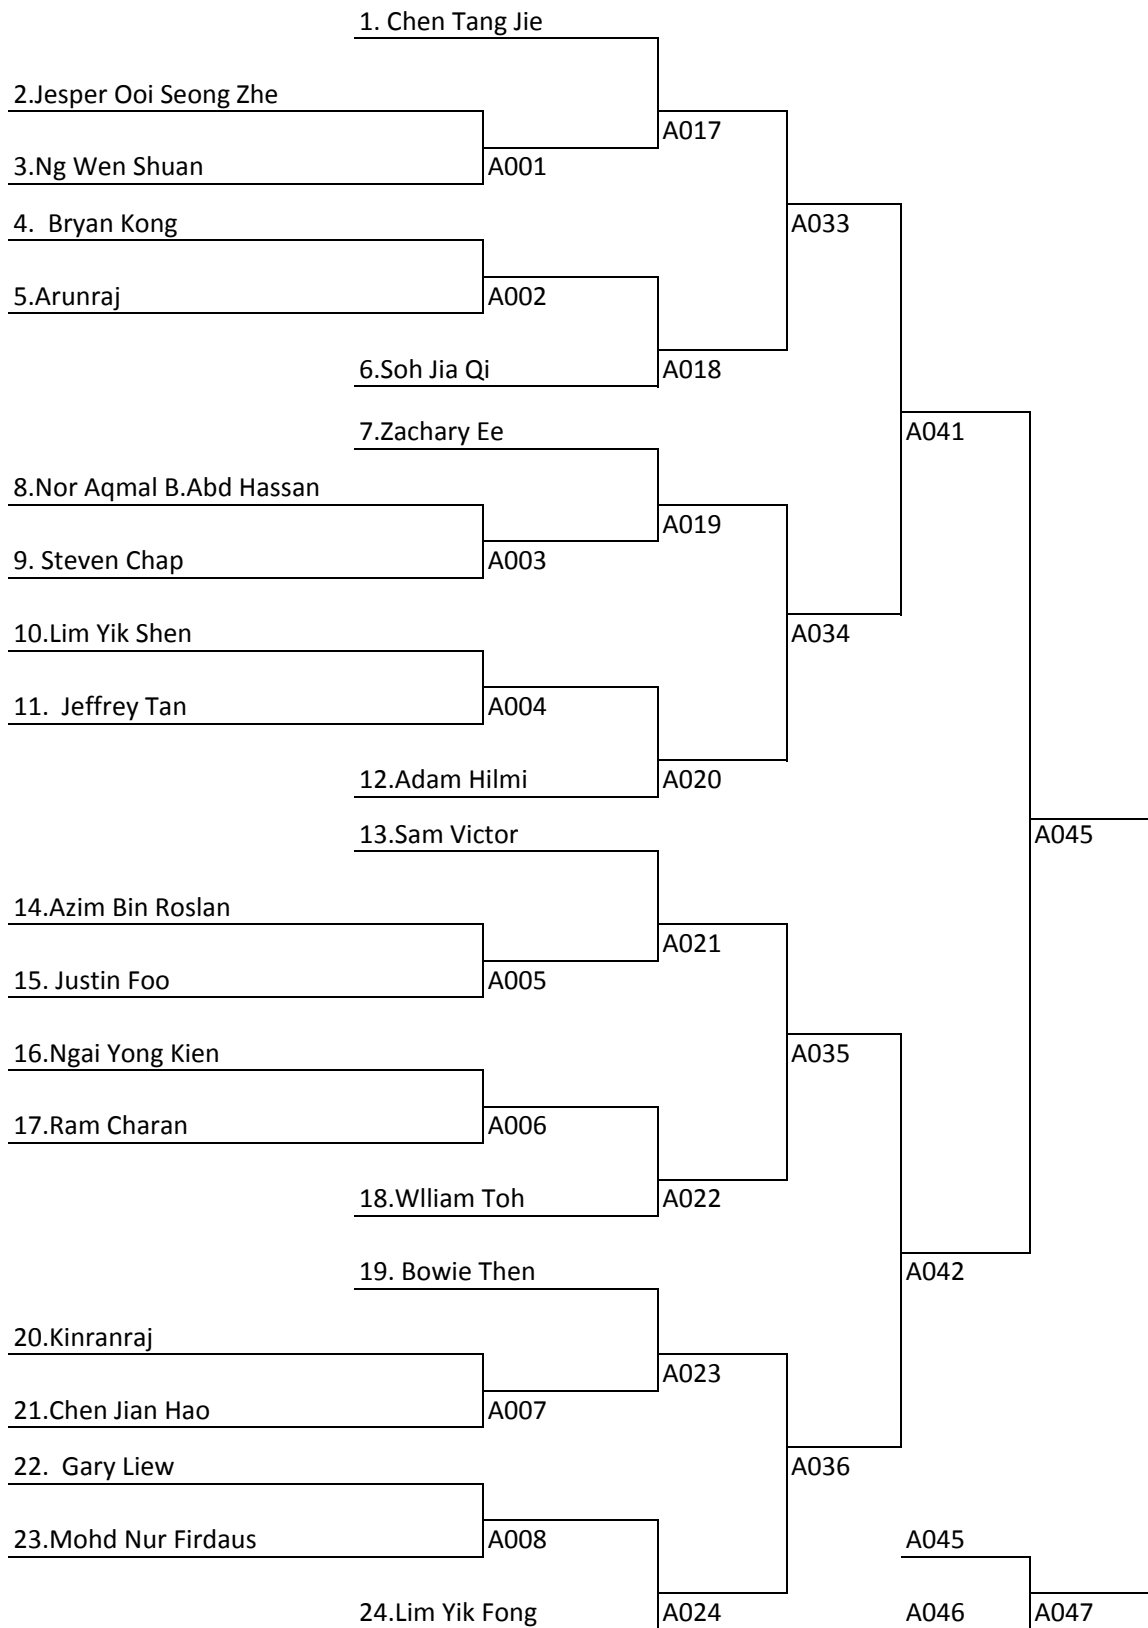 1. Chen Tang Jie
2.Jesper Ooi Seong Zhe
A017
3.Ng Wen Shuan
A001
4.  Bryan Kong
A033
5.Arunraj
A002
6.Soh Jia Qi
A018
7.Zachary Ee
A041
8.Nor Aqmal B.Abd Hassan
A019
9. Steven Chap
A003
10.Lim Yik Shen
A034
11.  Jeffrey Tan
A004
12.Adam Hilmi
A020
13.Sam Victor
A045
14.Azim Bin Roslan
A021
15. Justin Foo
A005
16.Ngai Yong Kien
A035
17.Ram Charan
A006
18.Wlliam Toh
A022
19. Bowie Then
A042
20.Kinranraj
A023
21.Chen Jian Hao
A007
22.  Gary Liew
A036
23.Mohd Nur Firdaus
A008
A045
24.Lim Yik Fong
A024
A046
A047